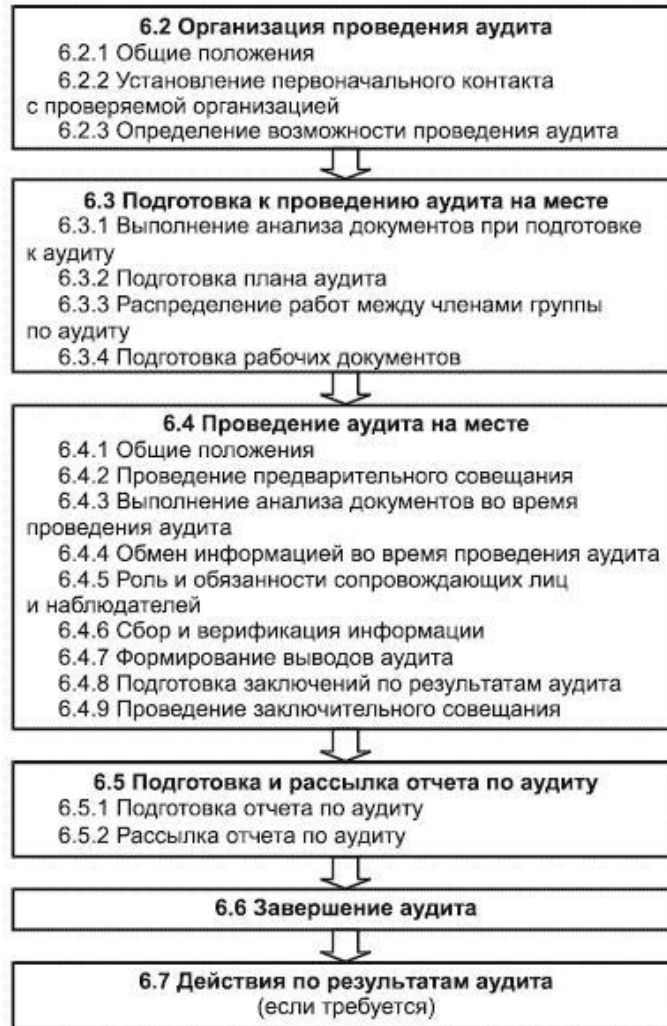 6.2 Организация проведения аудита
6.2.1 Общие положения
6.2.2 Установление первоначального контакта
с проверяемой организацией
6.2.3 Определение возможности проведения аудита
6.3 Подготовка к проведению аудита на месте
6.3.1 Выполнение анализа документов при подготовке
к аудиту
6.3.2 Подготовка плана аудита
6.3.3 Распределение работ между членами группы
по аудиту
6.3.4 Подготовка рабочих документов
6.4 Проведение аудита на месте
6.4.1 Общие положения
6.4.2 Проведение предварительного совещания
6.4.3 Выполнение анализа документов во время
проведения аудита
6.4.4 Обмен информацией во время проведения аудита
6.4.5 Роль и обязанности сопровождающих лиц
и наблюдателей
6.4.6 Сбор и верификация информации
6.4.7 Формирование выводов аудита
6.4.8 Подготовка заключений по результатам аудита
6.4.9 Проведение заключительного совещания
6.5 Подготовка и рассылка отчета по аудиту
6.5.1 Подготовка отчета по аудиту
6.5.2 Рассылка отчета по аудиту
6.6 Завершение аудита
6.7 Действия по результатам аудита
(если требуется)